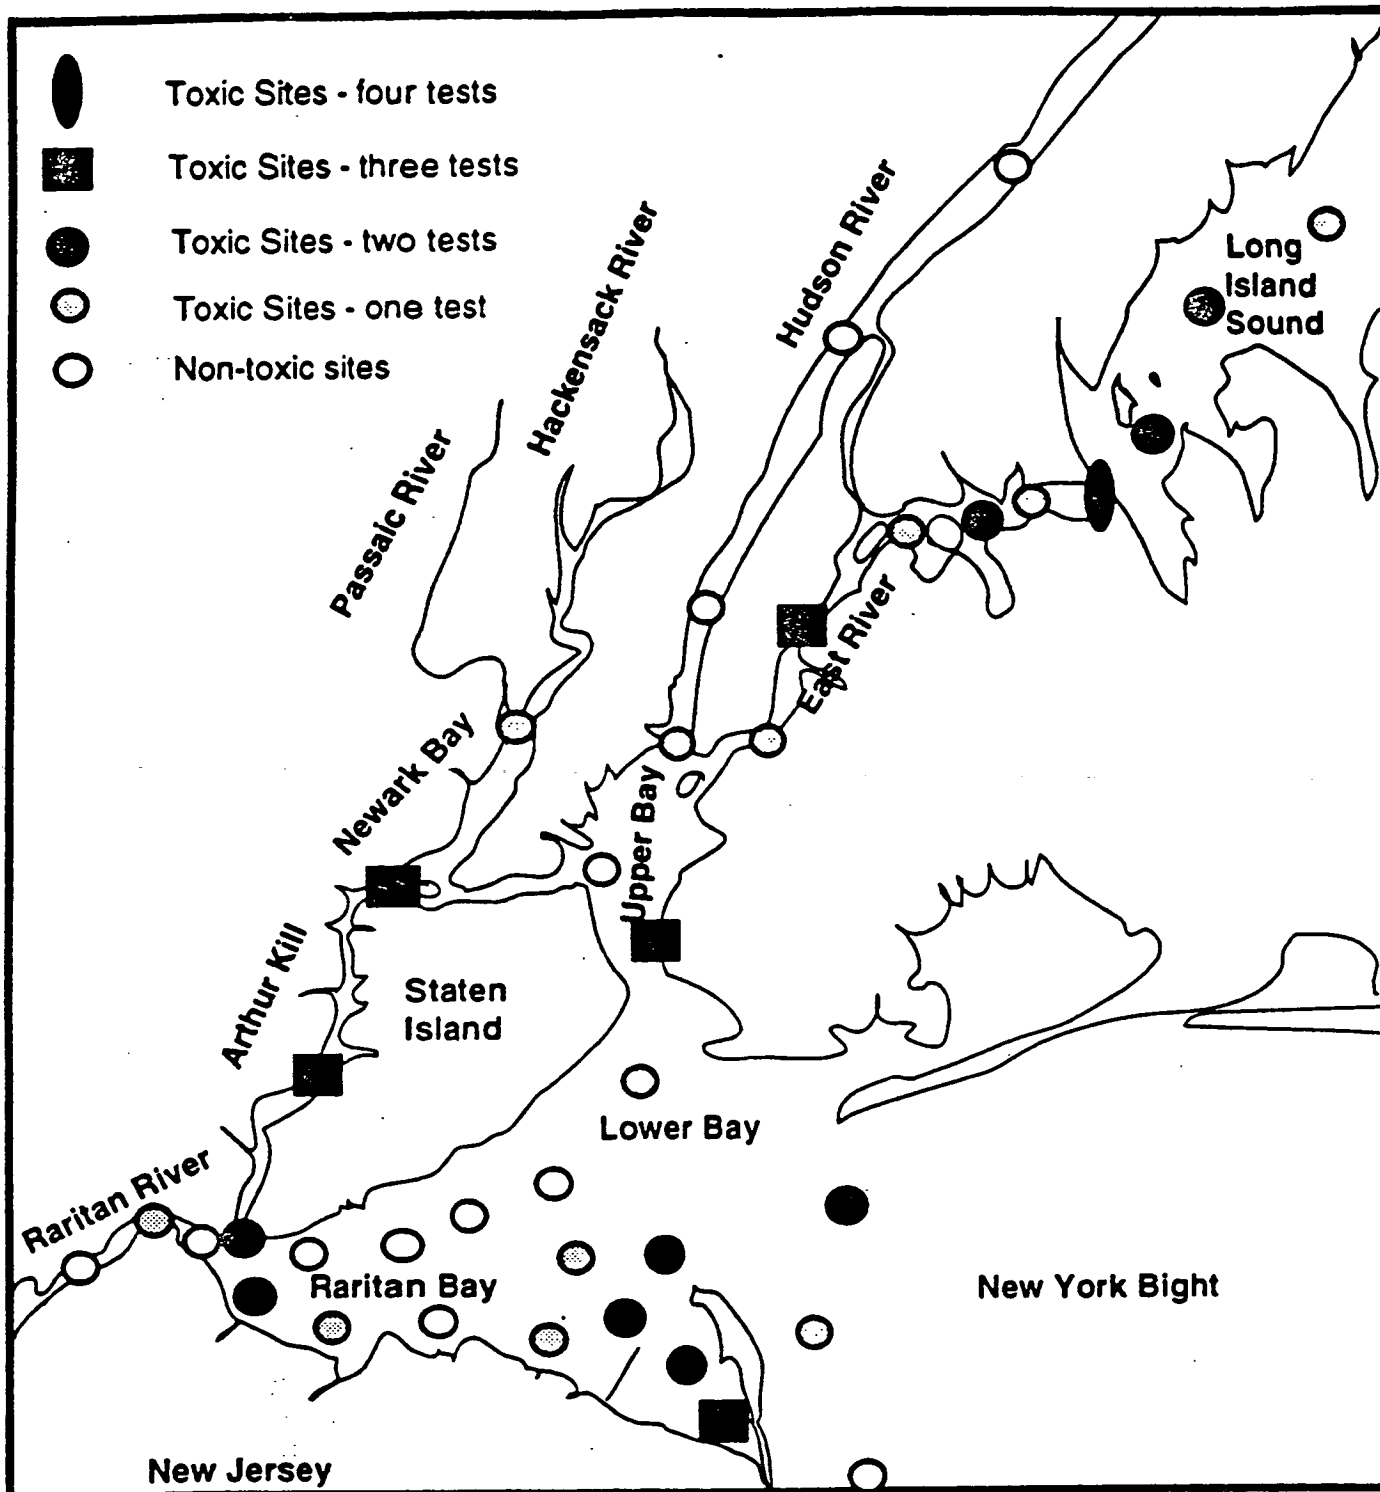 Toxic Sites - four tests
Toxic Sites - three tests
Toxic Sites - two tests
Toxic Sites - one test
Non-toxic sites
Hudson River
Hackensack River
Passaic River
Long
Island
Sound
East River
Newark Bay
Upper Bay
Arthur Kill
Staten
Island
Lower Bay
Raritan River
Raritan Bay
New York Bight
New Jersey